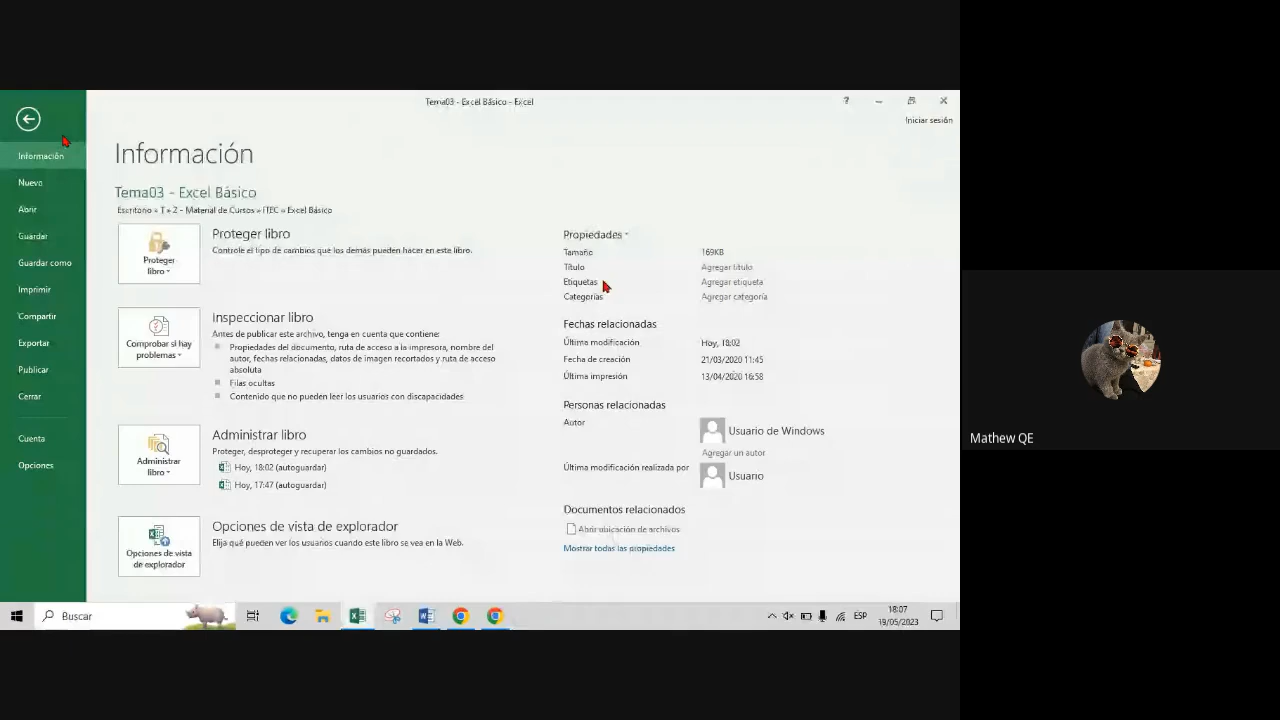 Tema03 - Excel Básico - Excel
?
Iniciar sesión
Información
Nuevo
Abrir
Guardar
Guardar como
Imprimir
Compartir
Exportar
Publicar
Cerrar
Cuenta
Opciones
Información
Tema03 - Excel Básico
Escritorio » T » 2 - Material de Cursos » ITEC » Excel Básico
Proteger
libro
Proteger libro
Controle el tipo de cambios que los demás pueden hacer en este libro.
Comprobar si hay
problemas
Inspeccionar libro
Antes de publicar este archivo, tenga en cuenta que contiene:
Propiedades del documento, ruta de acceso a la impresora, nombre del
autor, fechas relacionadas, datos de imagen recortados y ruta de acceso
absoluta
Filas ocultas
Contenido que no pueden leer los usuarios con discapacidades
Administrar
libro
Administrar libro
Proteger, desproteger y recuperar los cambios no guardados.
Hoy, 18:02 (autoguardar)
Hoy, 17:47 (autoguardar)
Opciones de vista
de explorador
Opciones de vista de explorador
Elija qué pueden ver los usuarios cuando este libro se vea en la Web.
Propiedades
Tamaño 169KB
Título Agregar título
Etiquetas Agregar etiqueta
Categorías Agregar categoría
Fechas relacionadas
Última modificación Hoy, 18:02
Fecha de creación 21/03/2020 11:45
Última impresión 13/04/2020 16:58
Personas relacionadas
Autor Usuario de Windows
Agregar un autor
Última modificación realizada por Usuario
Documentos relacionados
Abrir ubicación de archivos
Mostrar todas las propiedades
Buscar
ESP
18:07
19/05/2023
Mathew QE